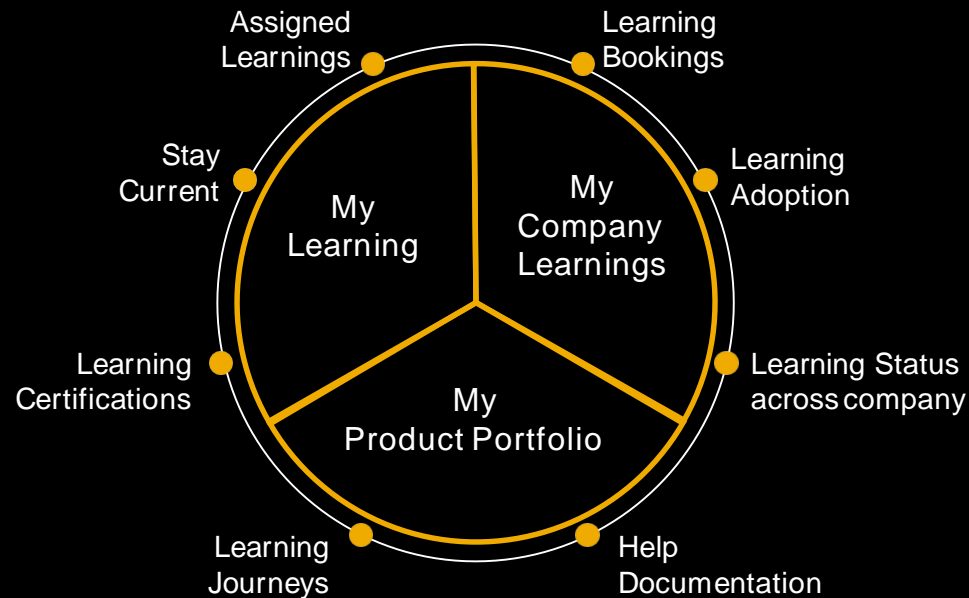 Assigned
Learnings
Learning
Bookings
Stay
Current
Learning
Adoption
My
Learning
My
Company
Learnings
Learning
Certifications
Learning Status
across company
My
Product Portfolio
Learning
Journeys
Help
Documentation